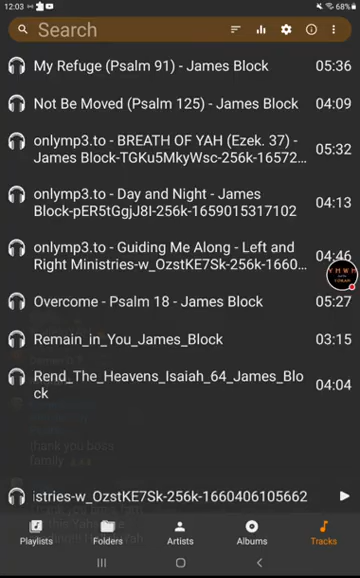 12:03
68%
Search
My Refuge (Psalm 91) - James Block 05:36
Not Be Moved (Psalm 125) - James Block 04:09
onlymp3.to - BREATH OF YAH (Ezek. 37) -
James Block-TGKu5MkyWsc-256k-16572... 05:32
onlymp3.to - Day and Night - James
Block-pER5tGgjJ8I-256k-1659015317102 04:13
onlymp3.to - Guiding Me Along - Left and
Right Ministries-w_OzstKE7Sk-256k-1660... 04:46
YMWM
Overcome - Psalm 18 - James Block 05:27
Remain_in_You_James_Block 03:15
Rend_The_Heavens_Isaiah_64_James_Blo
ck 04:04
thank you boss
family
istries-w_OzstKE7Sk-256k-1660406105662
Playlists Folders Artists Albums Tracks